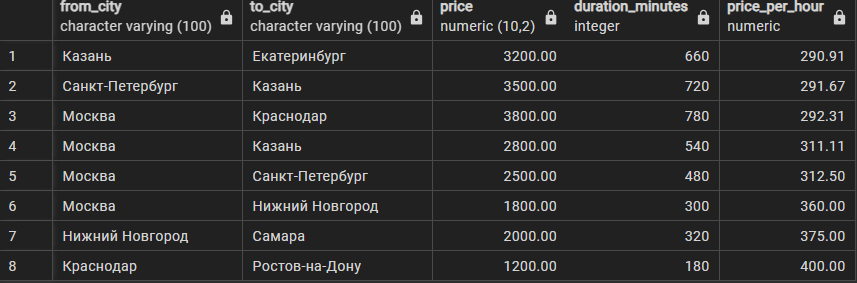 from_city to_city price duration_minutes price_per_hour
character varying (100) character varying (100) numeric (10,2) integer numeric
1 Казань Екатеринбург 3200.00 660 290.91
2 Санкт-Петербург Казань 3500.00 720 291.67
3 Москва Краснодар 3800.00 780 292.31
4 Москва Казань 2800.00 540 311.11
5 Москва Санкт-Петербург 2500.00 480 312.50
6 Москва Нижний Новгород 1800.00 300 360.00
7 Нижний Новгород Самара 2000.00 320 375.00
8 Краснодар Ростов-на-Дону 1200.00 180 400.00